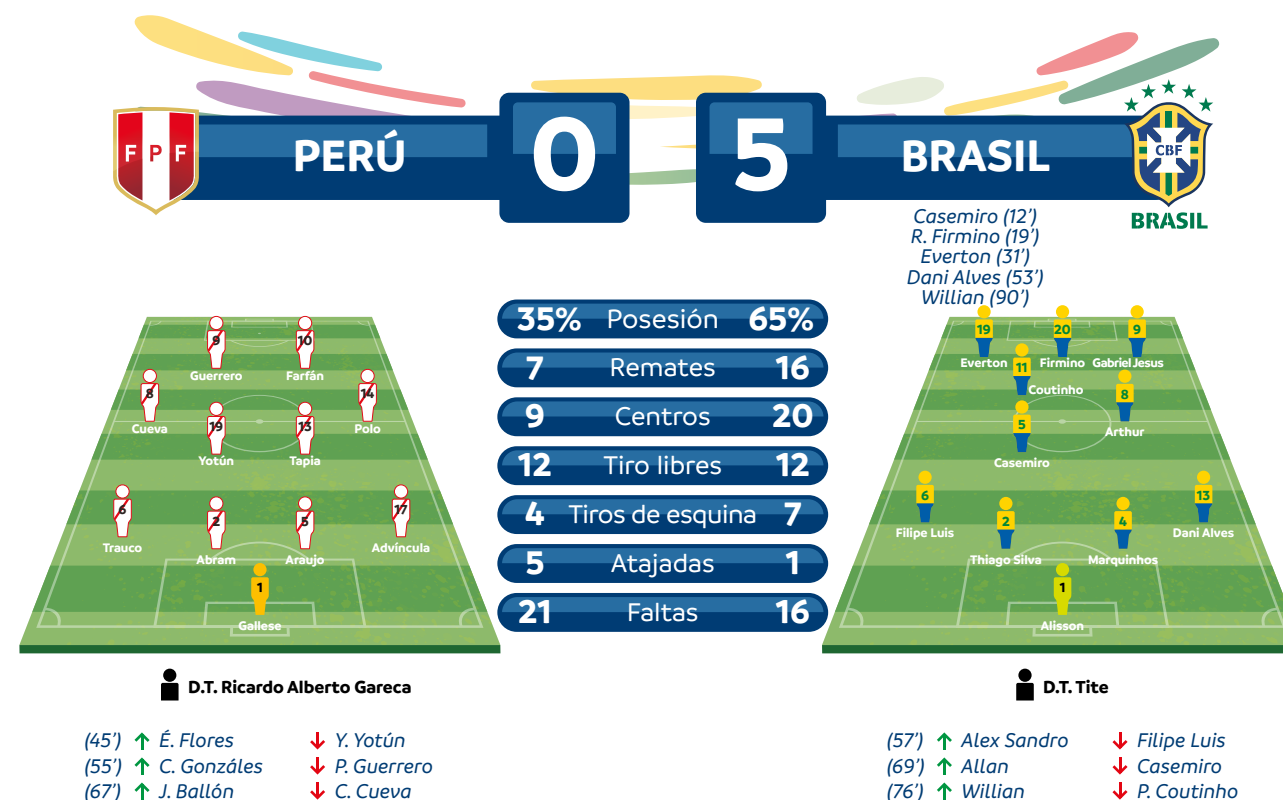 FPF
PERÚ
0
5
BRASIL
CBF
BRASIL
Casemiro (12')
R. Firmino (19')
Everton (31')
Dani Alves (53')
Willian (90')
35% Posesión 65%
7 Remates 16
9 Centros 20
12 Tiro libres 12
4 Tiros de esquina 7
5 Atajadas 1
21 Faltas 16
9 10
Guerrero Farfán
8 14
Cueva Polo
19 13
Yotún Tapia
6 17
Trauco Advíncula
2 5
Abram Araujo
1
Gallese
D.T. Ricardo Alberto Gareca
(45') ↑ É. Flores ↓ Y. Yotún
(55') ↑ C. Gonzáles ↓ P. Guerrero
(67') ↑ J. Ballón ↓ C. Cueva
19 20 9
Everton Firmino Gabriel Jesus
11
Coutinho
8
Arthur
5
Casemiro
6 13
Filipe Luis Dani Alves
2 4
Thiago Silva Marquinhos
1
Alisson
D.T. Tite
(57') ↑ Alex Sandro ↓ Filipe Luis
(69') ↑ Allan ↓ Casemiro
(76') ↑ Willian ↓ P. Coutinho